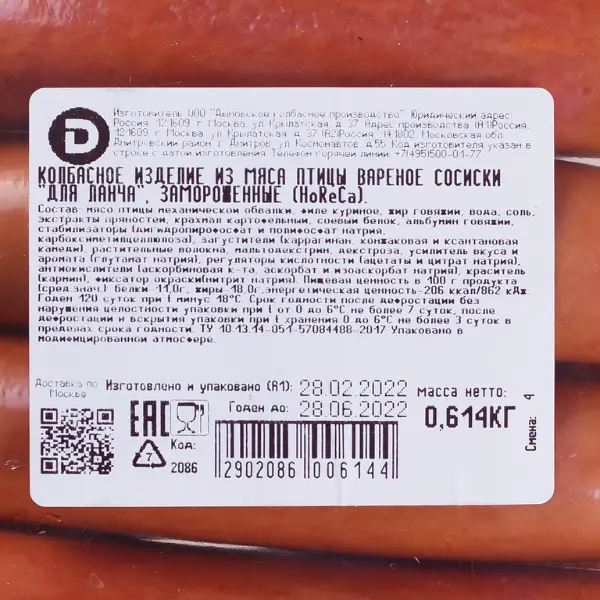 D
Изготовитель ООО "Дымовское колбасное производство" Юридический адрес:
Россия, 121609, г. Москва, ул. Крылатская, д. 37. Адрес производства: (R1)Россия,
121609, г. Москва, ул. Крылатская, д. 37, (R2)Россия, 141802, Московская обл.,
Дмитровский район, г. Дмитров, ул. Космонавтов, д.55. Код изготовителя указан в
строке с датой изготовления. Телефон горячей линии: +7(495)500-01-77
КОЛБАСНОЕ ИЗДЕЛИЕ ИЗ МЯСА ПТИЦЫ ВАРЕНОЕ СОСИСКИ
"ДЛЯ ЛАНЧА", ЗАМОРОЖЕННЫЕ (HoReCa).
Состав: мясо птицы механической обвалки, филе куриное, жир говяжий, вода, соль,
экстракты пряностей, крахмал картофельный, соевый белок, альбумин говяжий,
стабилизаторы (дигидропирофосфат и полифосфат натрия,
карбоксиметилцеллюлоза), загустители (каррагинан, конжаковая и ксантановая
камеди), растительные волокна, мальтодекстрин, декстроза, усилитель вкуса и
аромата (глутамат натрия), регуляторы кислотности (ацетаты и цитрат натрия),
антиокислители (аскорбиновая к-та, аскорбат и изоаскорбат натрия), краситель
(кармин), фиксатор окраски(нитрит натрия). Пищевая ценность в 100 г продукта
(сред.знач.): белки -11,0г, жиры -18,0г,энергетическая ценность-206 ккал/862 кДж.
Годен 120 суток при t минус 18°С. Срок годности после дефростации без
нарушения целостности упаковки при t от 0 до 6°С не более 7 суток, после
дефростации и вскрытия упаковки при t хранения 0 до 6°С не более 3 суток в
пределах срока годности. ТУ 10.13.14-051-57084488-2017 Упаковано в
модифицированной атмосфере.
Доставка по
Москве
Изготовлено и упаковано (R1): 28.02.2022
Годен до: 28.06.2022
масса нетто:
0,614КГ
Смена: 4
EAC
7
Код:
2086
2902086 006144